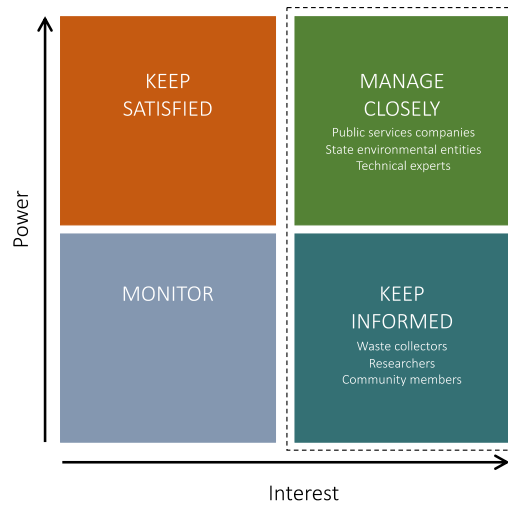 KEEP
SATISFIED
MANAGE
CLOSELY
Public services companies
State environmental entities
Technical experts
Power
MONITOR
KEEP
INFORMED
Waste collectors
Researchers
Community members
Interest